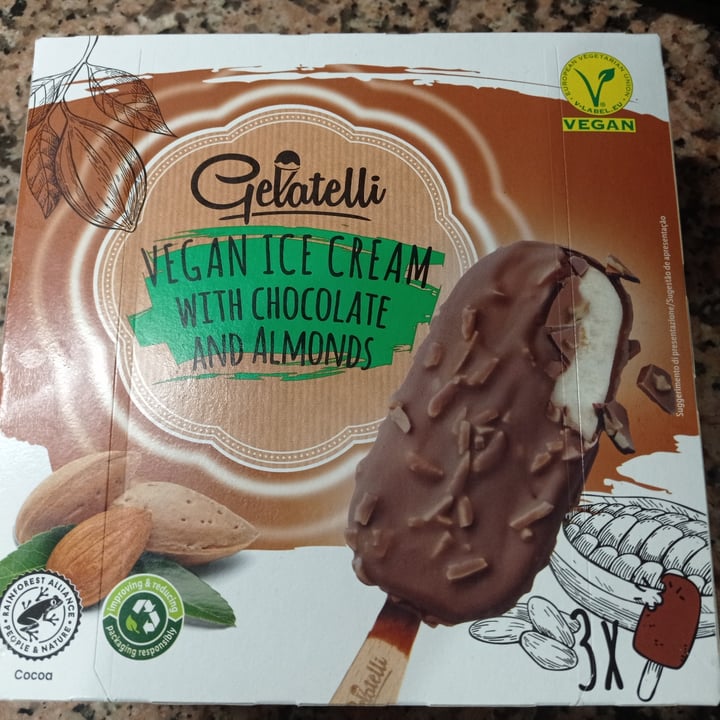 EUROPEAN VEGETARIAN UNION
V-LABEL.EU
VEGAN
Gelatelli
VEGAN ICE CREAM
WITH CHOCOLATE
AND ALMONDS
Suggerimento di presentazione/Sugestão de apresentação
RAINFOREST ALLIANCE
PEOPLE & NATURE
Cocoa
improving & reducing
packaging responsibly
Gelatelli
3X